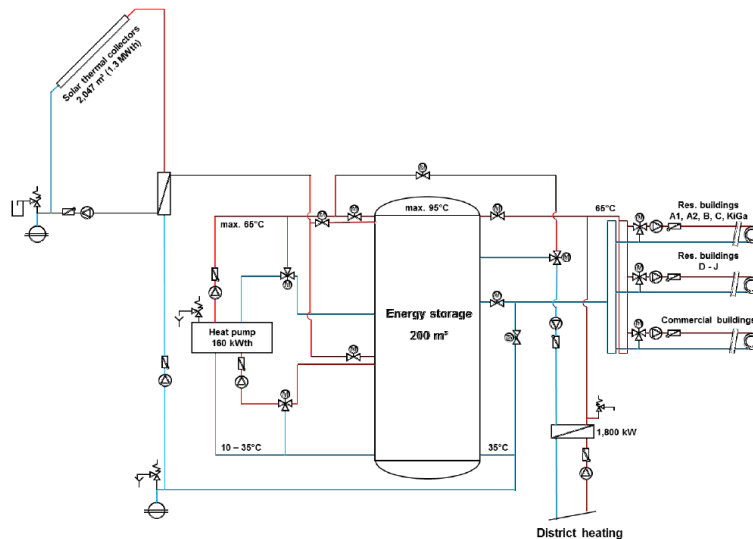 Solar thermal collectors
2,047 m² (1.3 MWth)
max. 65°C
max. 95°C
65°C
Res. buildings
A1, A2, B, C, KiGa
Res. buildings
D - J
Commercial buildings
Heat pump
160 kWth
Energy storage
200 m³
10 – 35°C
35°C
1,800 kW
District heating